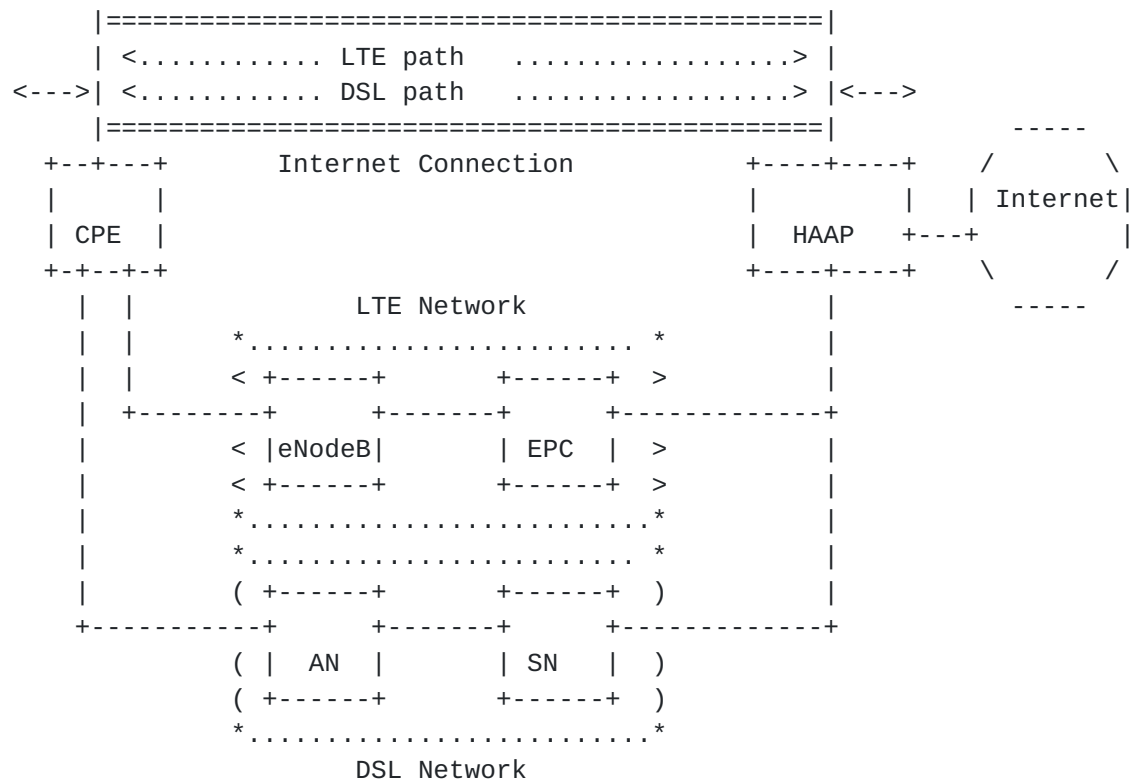 LTE path
<---> DSL path <--->
Internet Connection
Internet
CPE HAAP
LTE Network
eNodeB EPC
AN SN
DSL Network